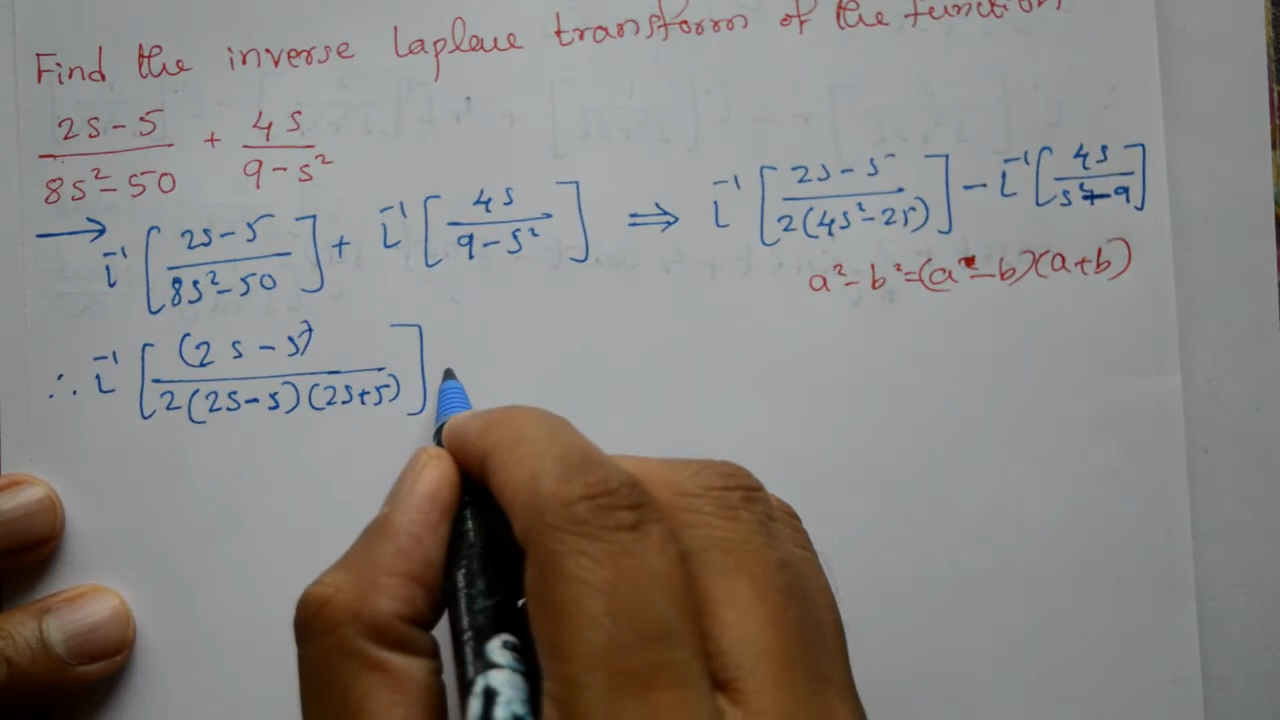 Find the inverse Laplace transform of the function
(2s-5)/(8s²-50) + 4s/(9-s²)
→ L⁻¹[(2s-5)/(8s²-50)] + L⁻¹[4s/(9-s²)] ⇒ L⁻¹[(2s-5)/(2(4s²-25))] - L⁻¹[4s/(s²-9)]
a²-b²=(a-b)(a+b)
∴ L⁻¹[(2s-5)/(2(2s-5)(2s+5))]